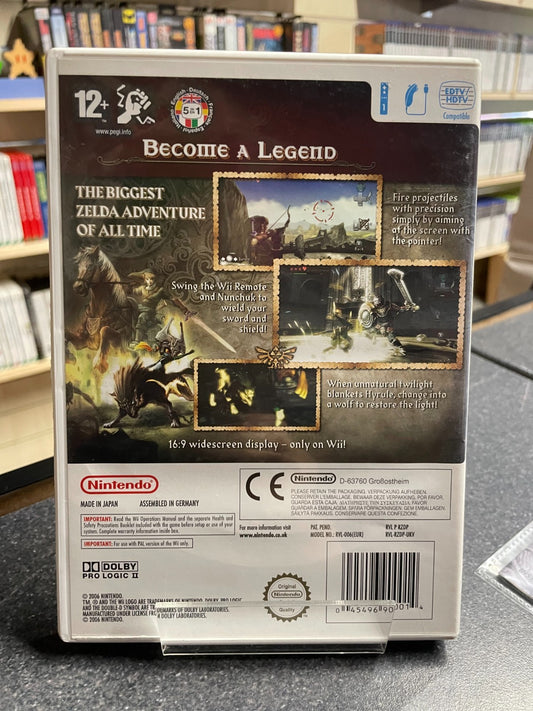 12+
www.pegi.info
English · Deutsch · Français · Español · Italiano
5 in 1
1
EDTV
HDTV
Compatible
BECOME A LEGEND
THE BIGGEST
ZELDA ADVENTURE
OF ALL TIME
Fire projectiles
with precision
simply by aiming
at the screen with
the pointer!
Swing the Wii Remote
and Nunchuk to
wield your
sword and
shield!
When unnatural twilight
blankets Hyrule, change into
a wolf to restore the light!
16:9 widescreen display – only on Wii!
Nintendo
MADE IN JAPAN ASSEMBLED IN GERMANY
IMPORTANT: Read the Wii Operations Manual and the separate Health and
Safety Precautions Booklet included with the game before setup or use of your
system. Complete warranty information inside box.
IMPORTANT: For use with PAL version of the Wii only.
CE
Nintendo D-63760 Großostheim
PLEASE RETAIN THE PACKAGING. VERPACKUNG AUFHEBEN.
CONSERVER L'EMBALLAGE. BEWAAR DEZE VERPAKKING. POR FAVOR,
For more information visit
www.nintendo.co.uk
PAT. PEND. RVL P RZDP
MODEL NO.: RVL-006(EUR) RVL-RZDP-UKV
DOLBY
PRO LOGIC II
Original
Nintendo
© 2006 NINTENDO.
TM, ® AND THE Wii LOGO ARE TRADEMARKS OF NINTENDO. DOLBY, PRO LOGIC
AND THE DOUBLE-D SYMBOL ARE TRADEMARKS OF DOLBY LABORATORIES.
© 2006 NINTENDO.